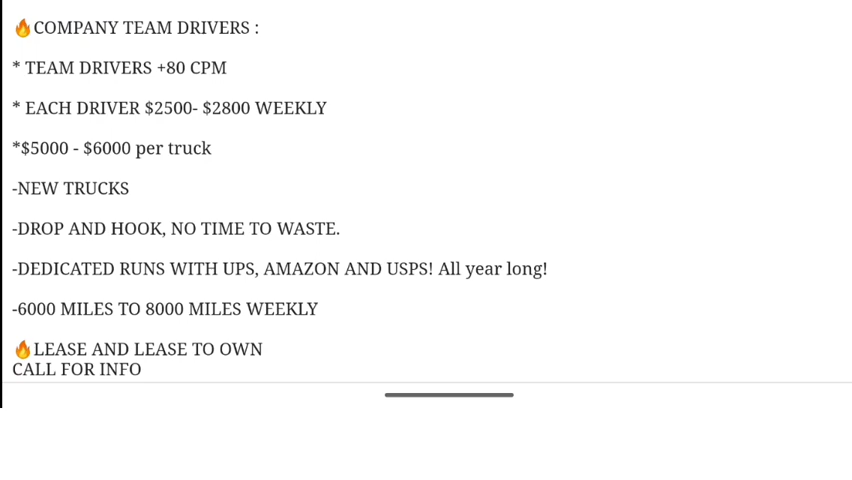 🔥COMPANY TEAM DRIVERS :
* TEAM DRIVERS +80 CPM
* EACH DRIVER $2500- $2800 WEEKLY
*$5000 - $6000 per truck
-NEW TRUCKS
-DROP AND HOOK, NO TIME TO WASTE.
-DEDICATED RUNS WITH UPS, AMAZON AND USPS! All year long!
-6000 MILES TO 8000 MILES WEEKLY
🔥LEASE AND LEASE TO OWN
CALL FOR INFO